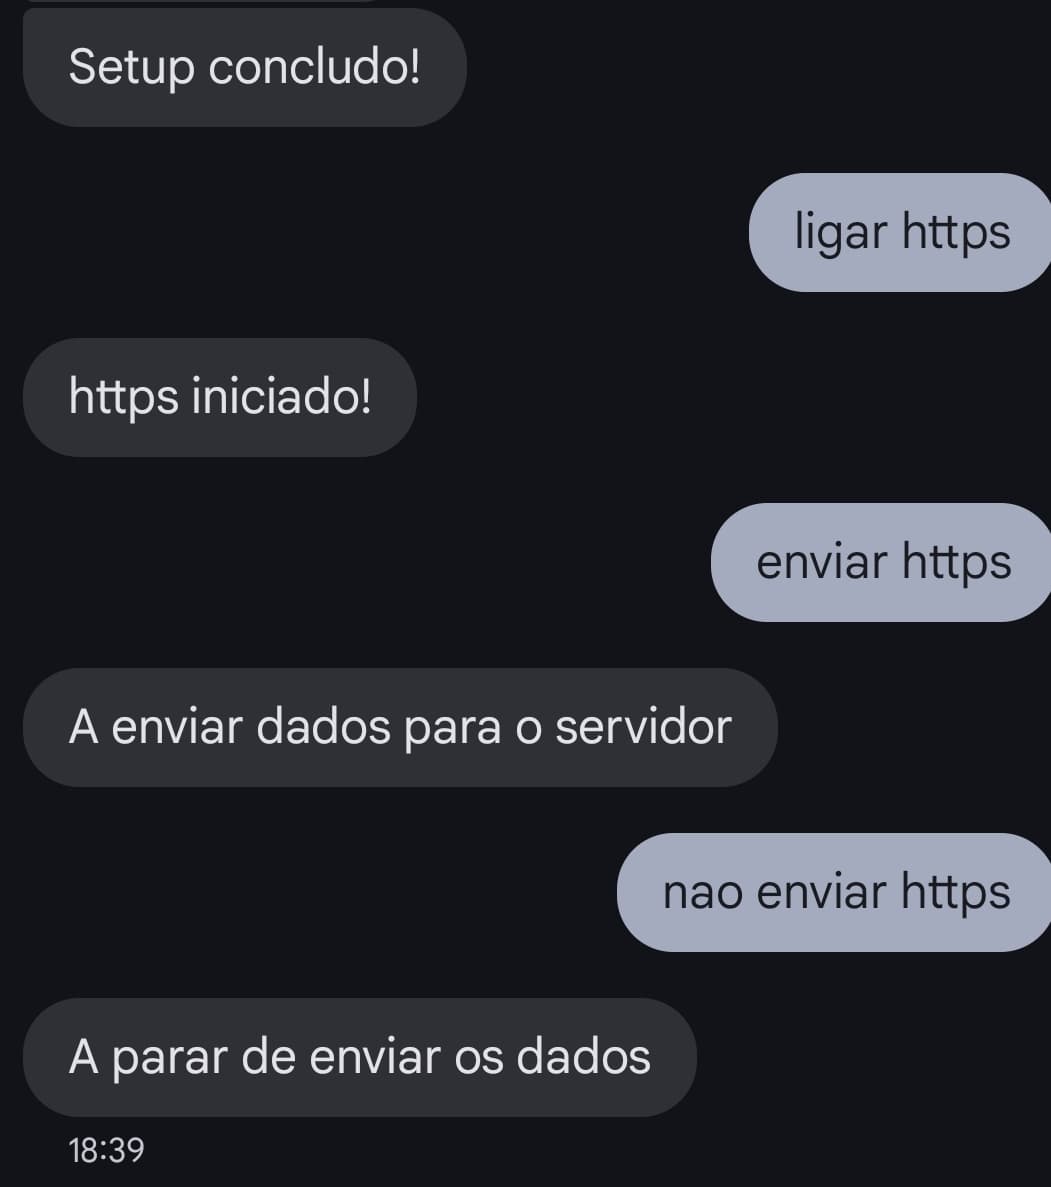 Setup concludo!
ligar https
https iniciado!
enviar https
A enviar dados para o servidor
nao enviar https
A parar de enviar os dados
18:39